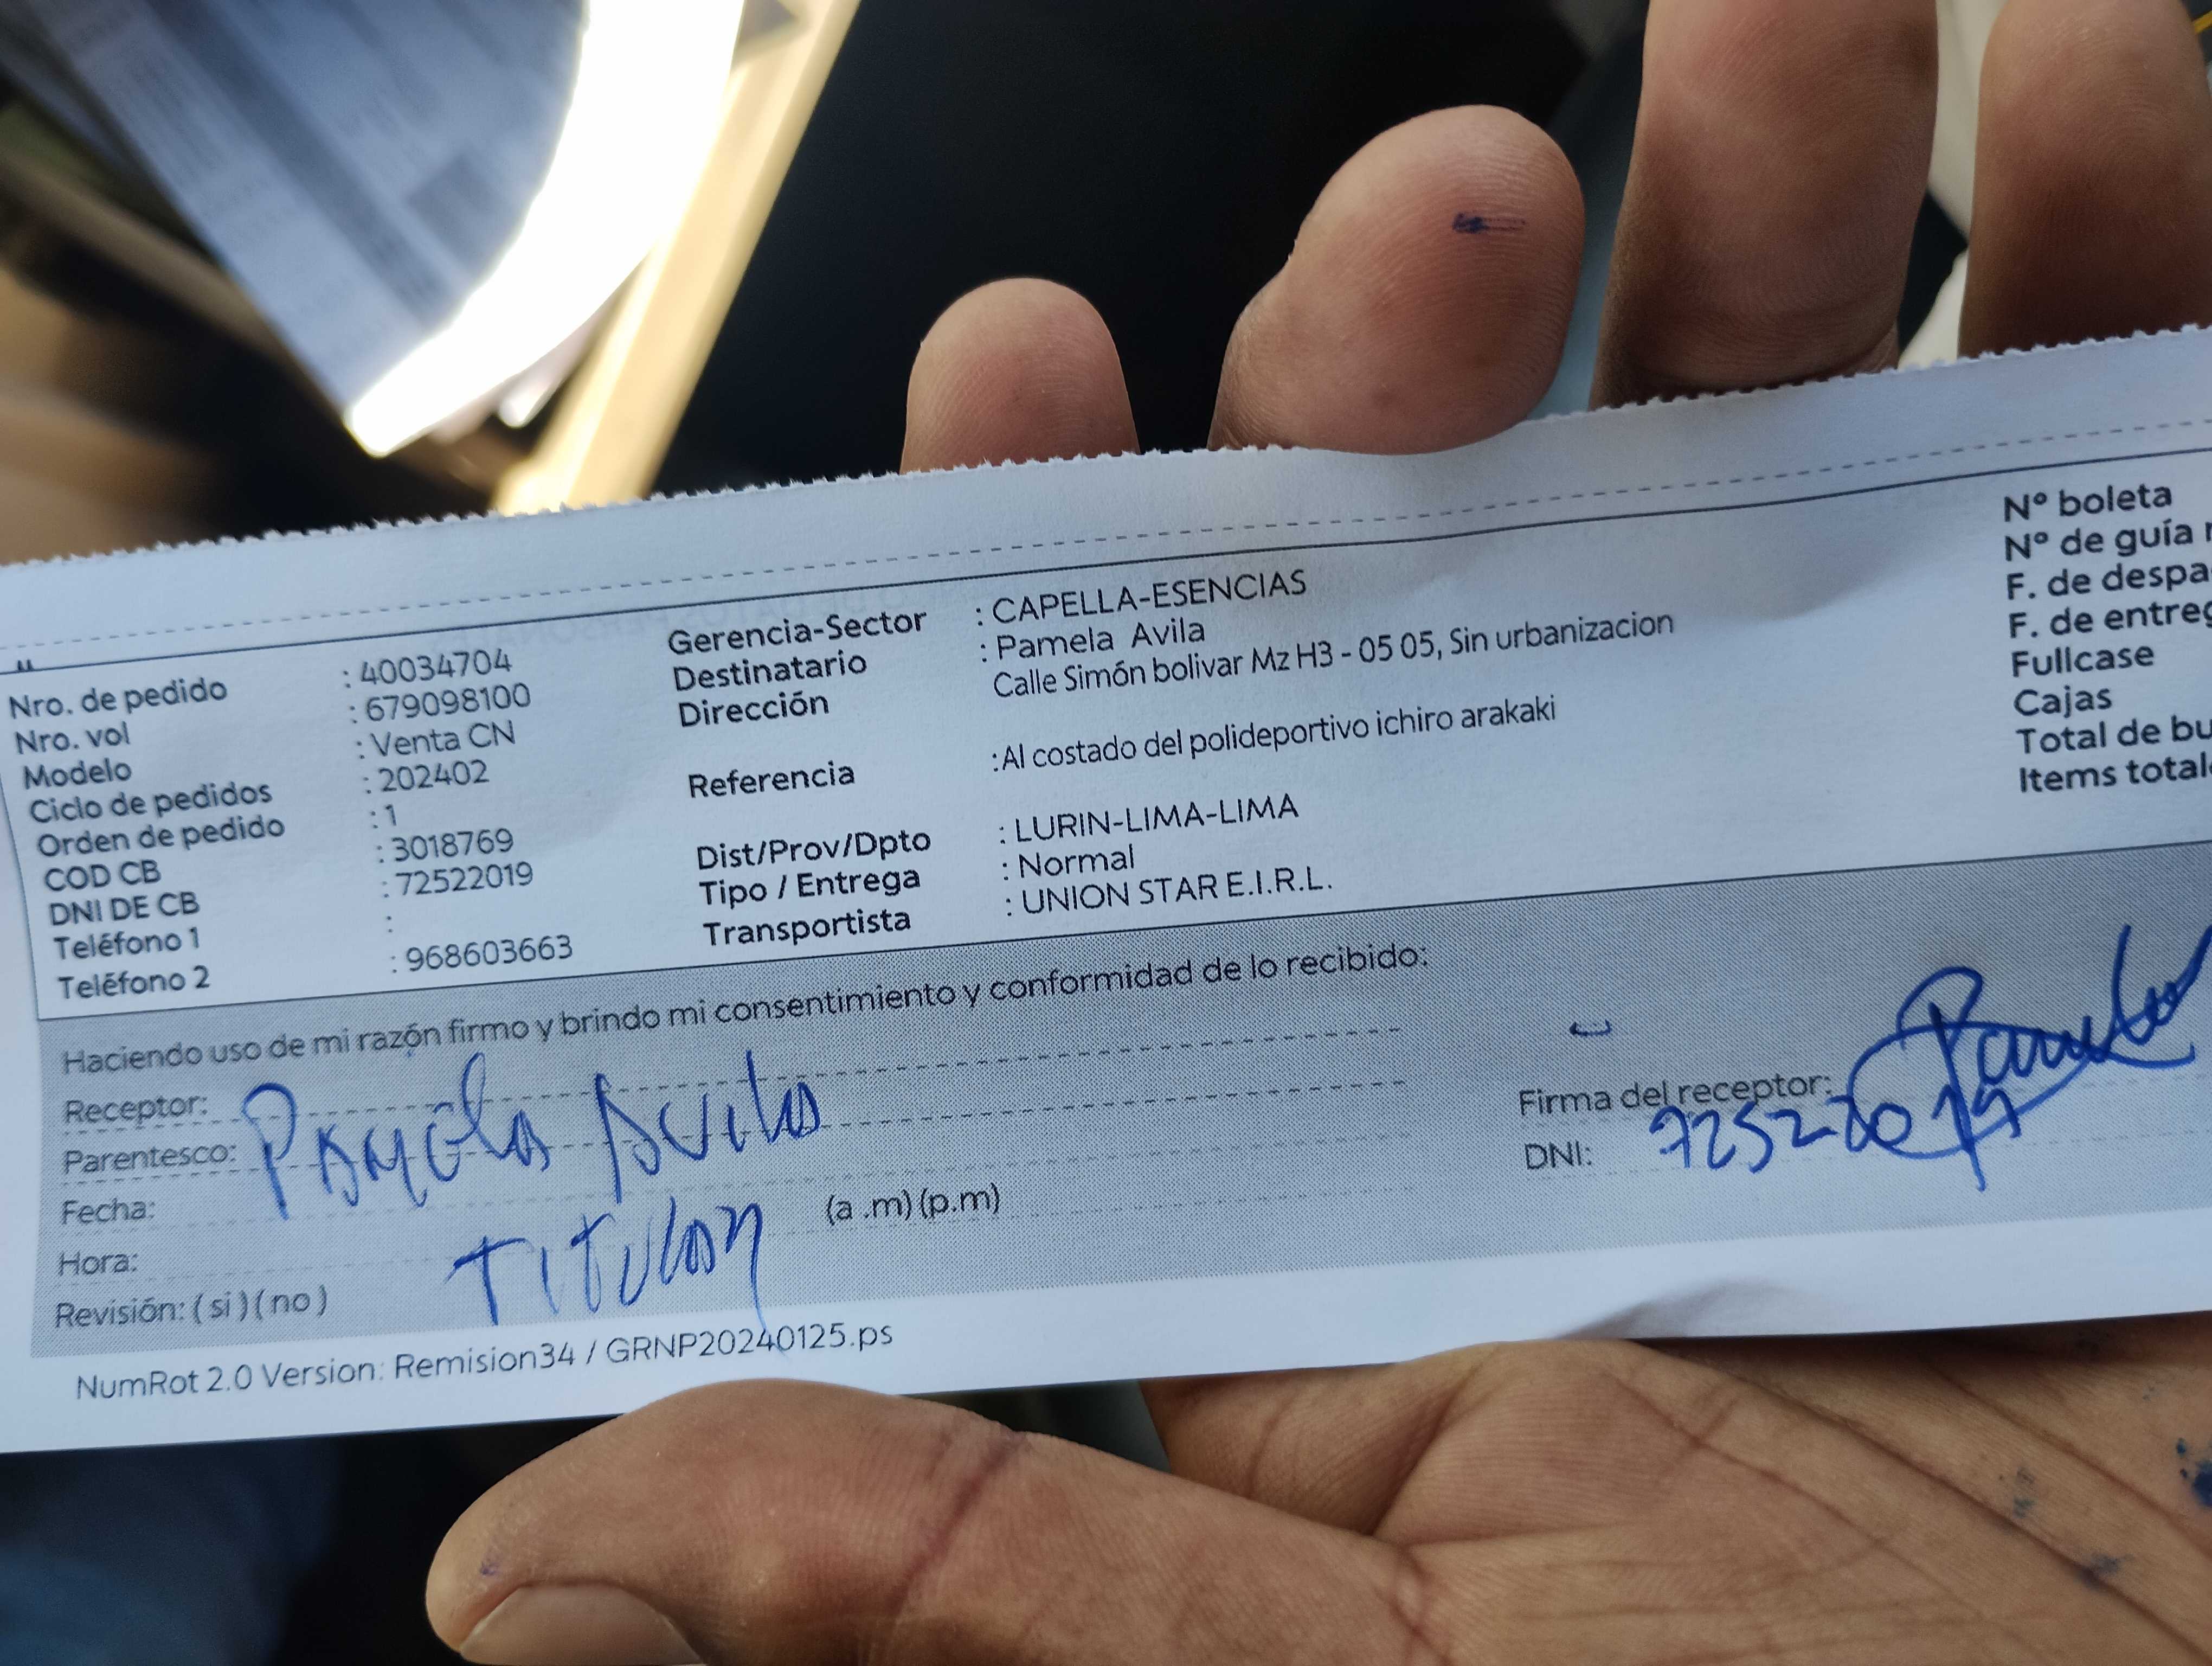 Nro. de pedido : 40034704
Nro. vol : 679098100
Modelo : Venta CN
Ciclo de pedidos : 202402
Orden de pedido : 1
COD CB : 3018769
DNI DE CB : 72522019
Teléfono 1 :
Teléfono 2 : 968603663
Gerencia-Sector : CAPELLA-ESENCIAS
Destinatario : Pamela Avila
Dirección Calle Simón bolivar Mz H3 - 05 05, Sin urbanizacion
Referencia :Al costado del polideportivo ichiro arakaki
Dist/Prov/Dpto : LURIN-LIMA-LIMA
Tipo / Entrega : Normal
Transportista : UNION STAR E.I.R.L.
Nº boleta
Nº de guía
F. de despa
F. de entreg
Fullcase
Cajas
Total de bu
Items total
Haciendo uso de mi razón firmo y brindo mi consentimiento y conformidad de lo recibido:
Receptor: Pamela Avila
Parentesco:
Fecha:
Hora: Titular (a .m) (p.m)
Revisión: ( si ) ( no )
Firma del receptor: Pamela
DNI: 72522019
NumRot 2.0 Version: Remision34 / GRNP20240125.ps